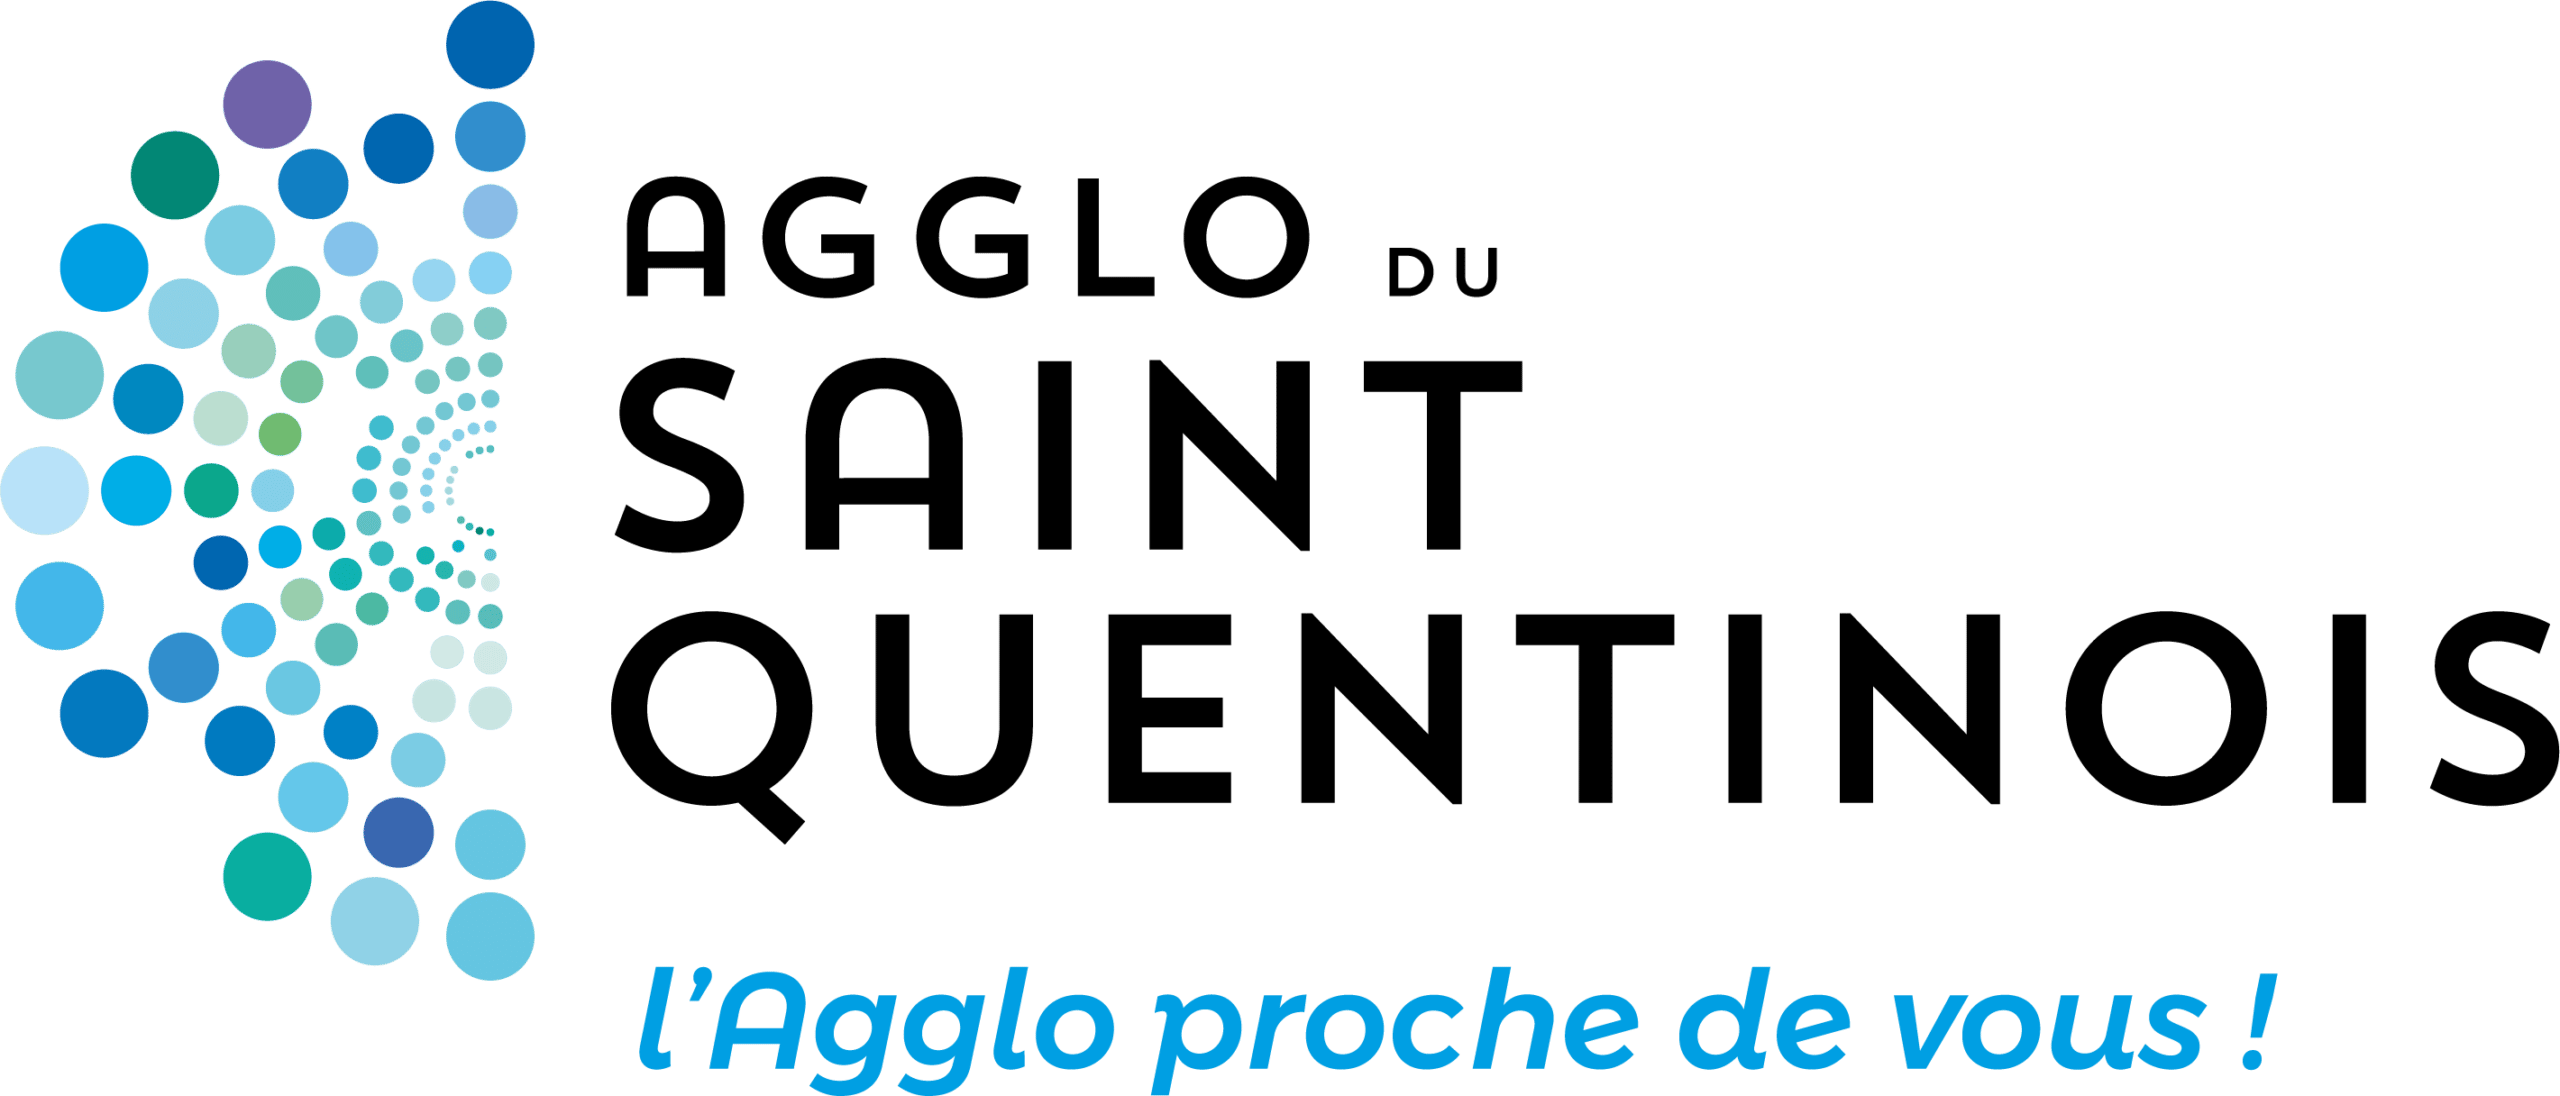 AGGLO DU
SAINT
QUENTINOIS
l'Agglo proche de vous !